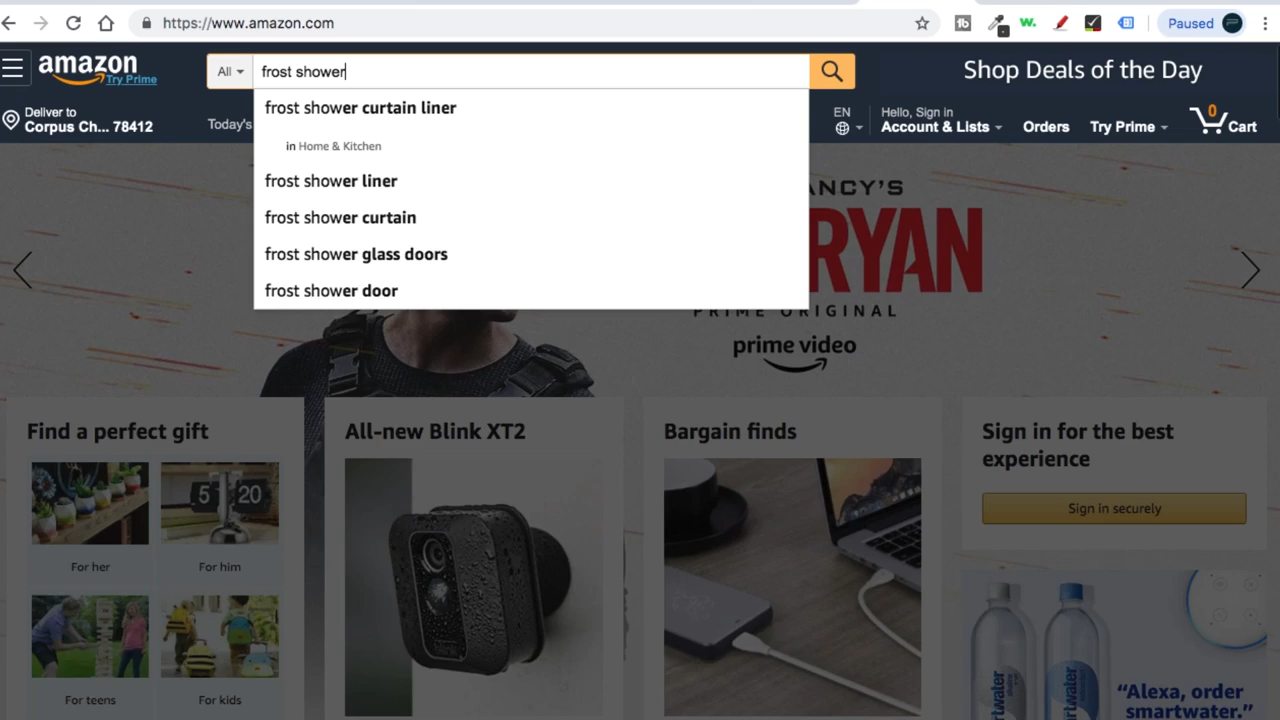 https://www.amazon.com
Paused
amazon
Try Prime
All
frost shower
Shop Deals of the Day
Deliver to
Corpus Ch... 78412
Today's
EN
Hello, Sign in
Account & Lists
Orders
Try Prime
0
Cart
frost shower curtain liner
in Home & Kitchen
frost shower liner
frost shower curtain
frost shower glass doors
frost shower door
ANCY'S
RYAN
PRIME ORIGINAL
prime video
Find a perfect gift
For her
For him
For teens
For kids
5 20
All-new Blink XT2
blink
Bargain finds
Sign in for the best
experience
Sign in securely
smartwater
"Alexa, order
smartwater."